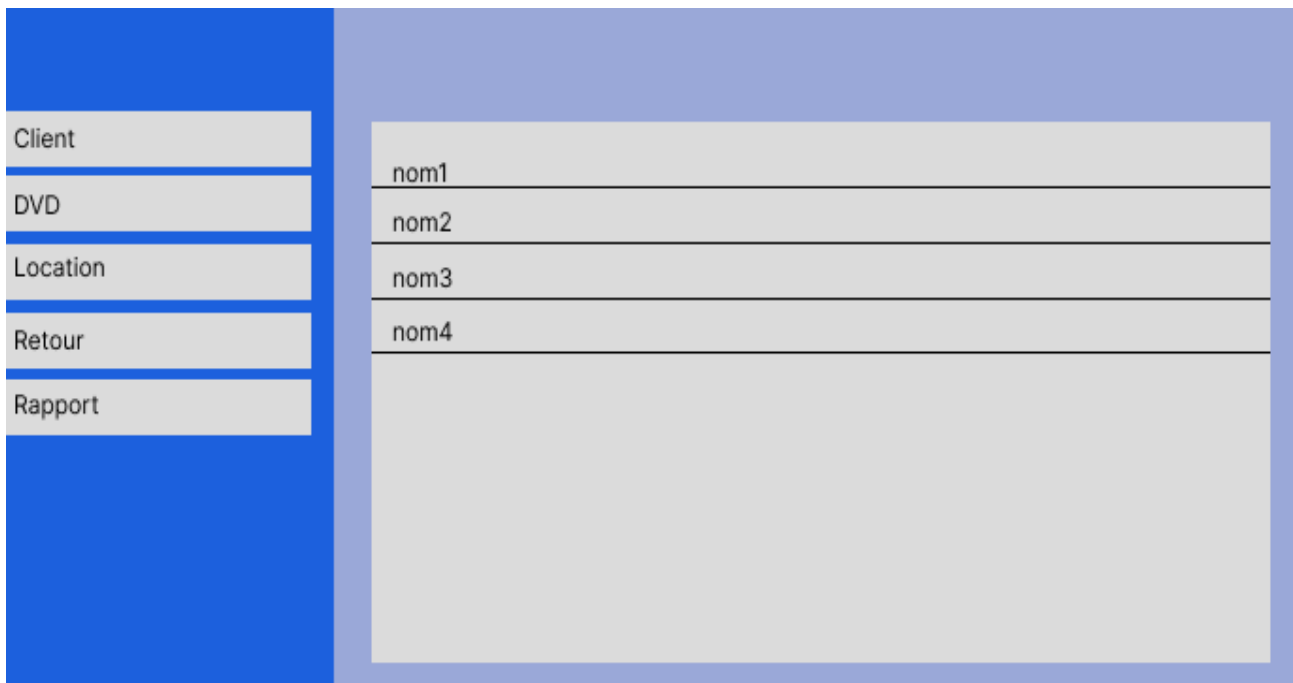 Client
DVD
Location
Retour
Rapport
nom1
nom2
nom3
nom4